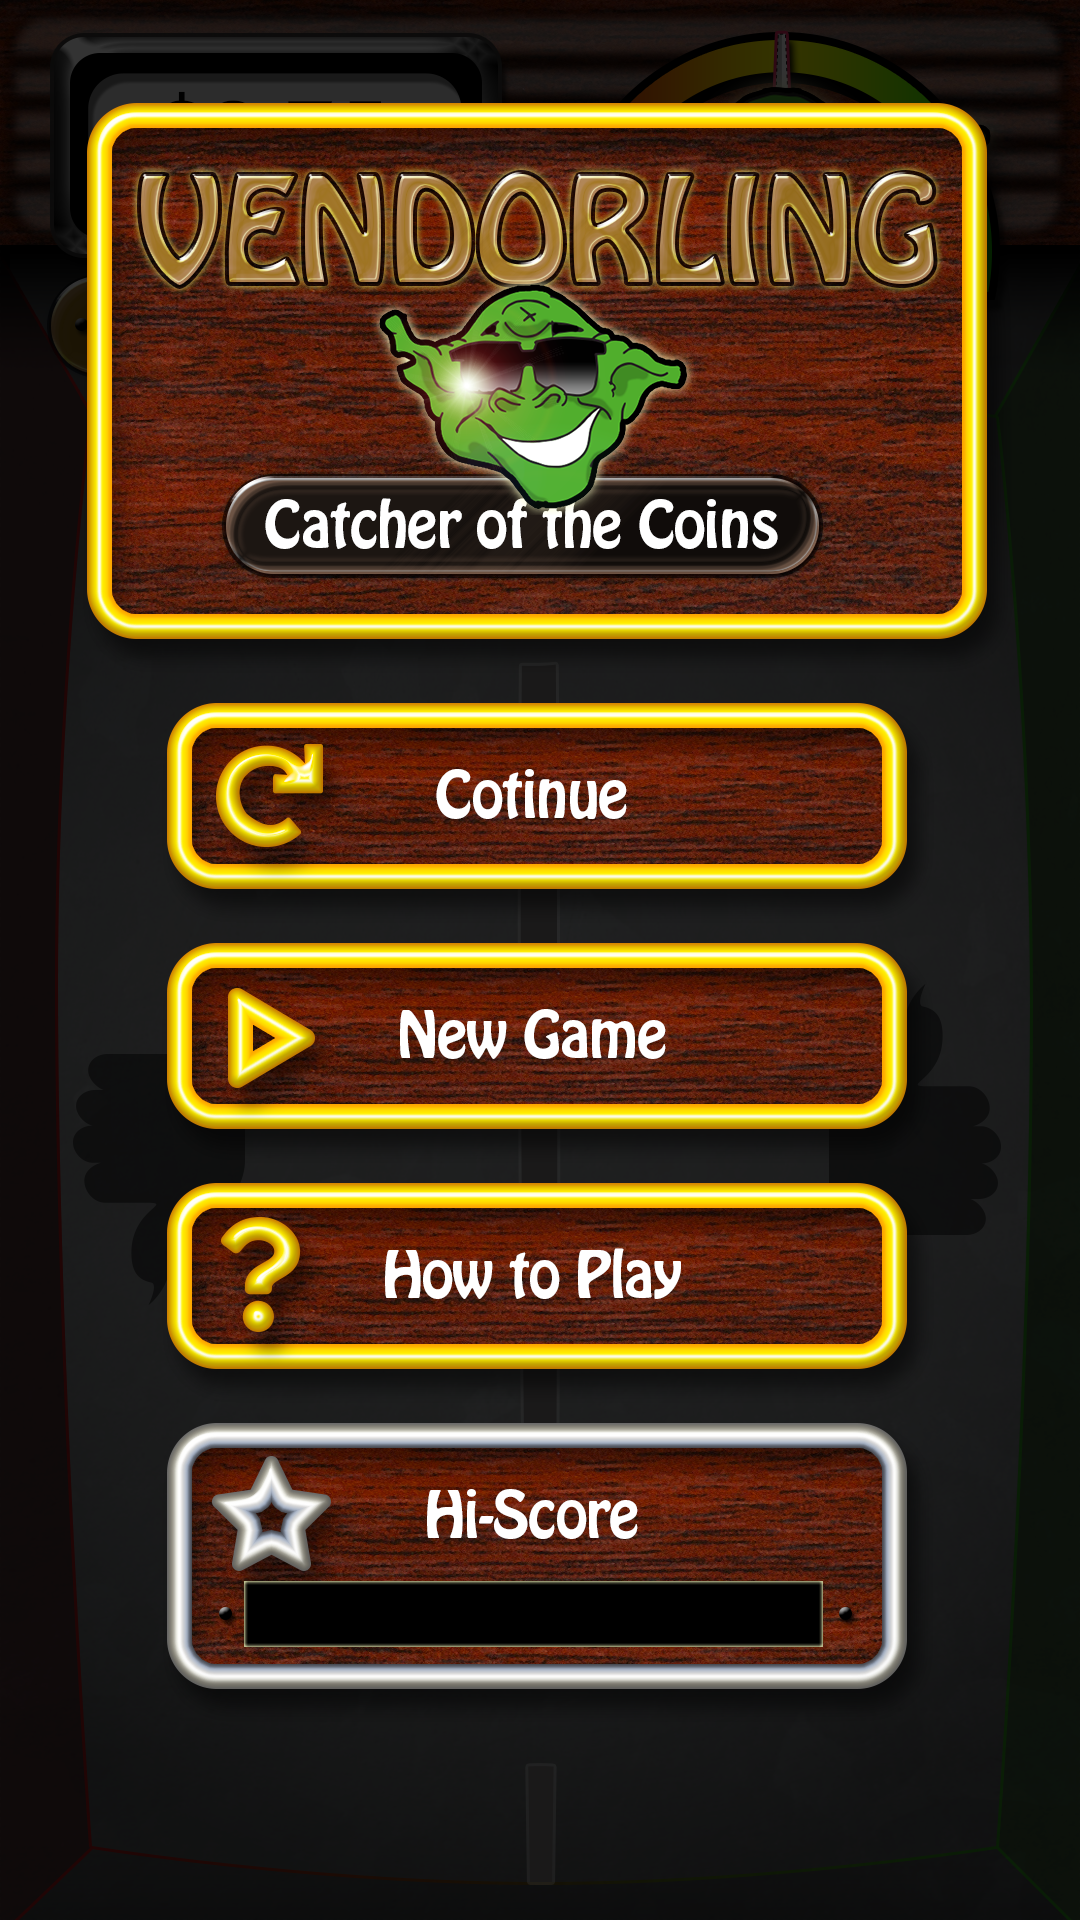 VENDORLING
Catcher of the Coins
Cotinue
New Game
How to Play
Hi-Score